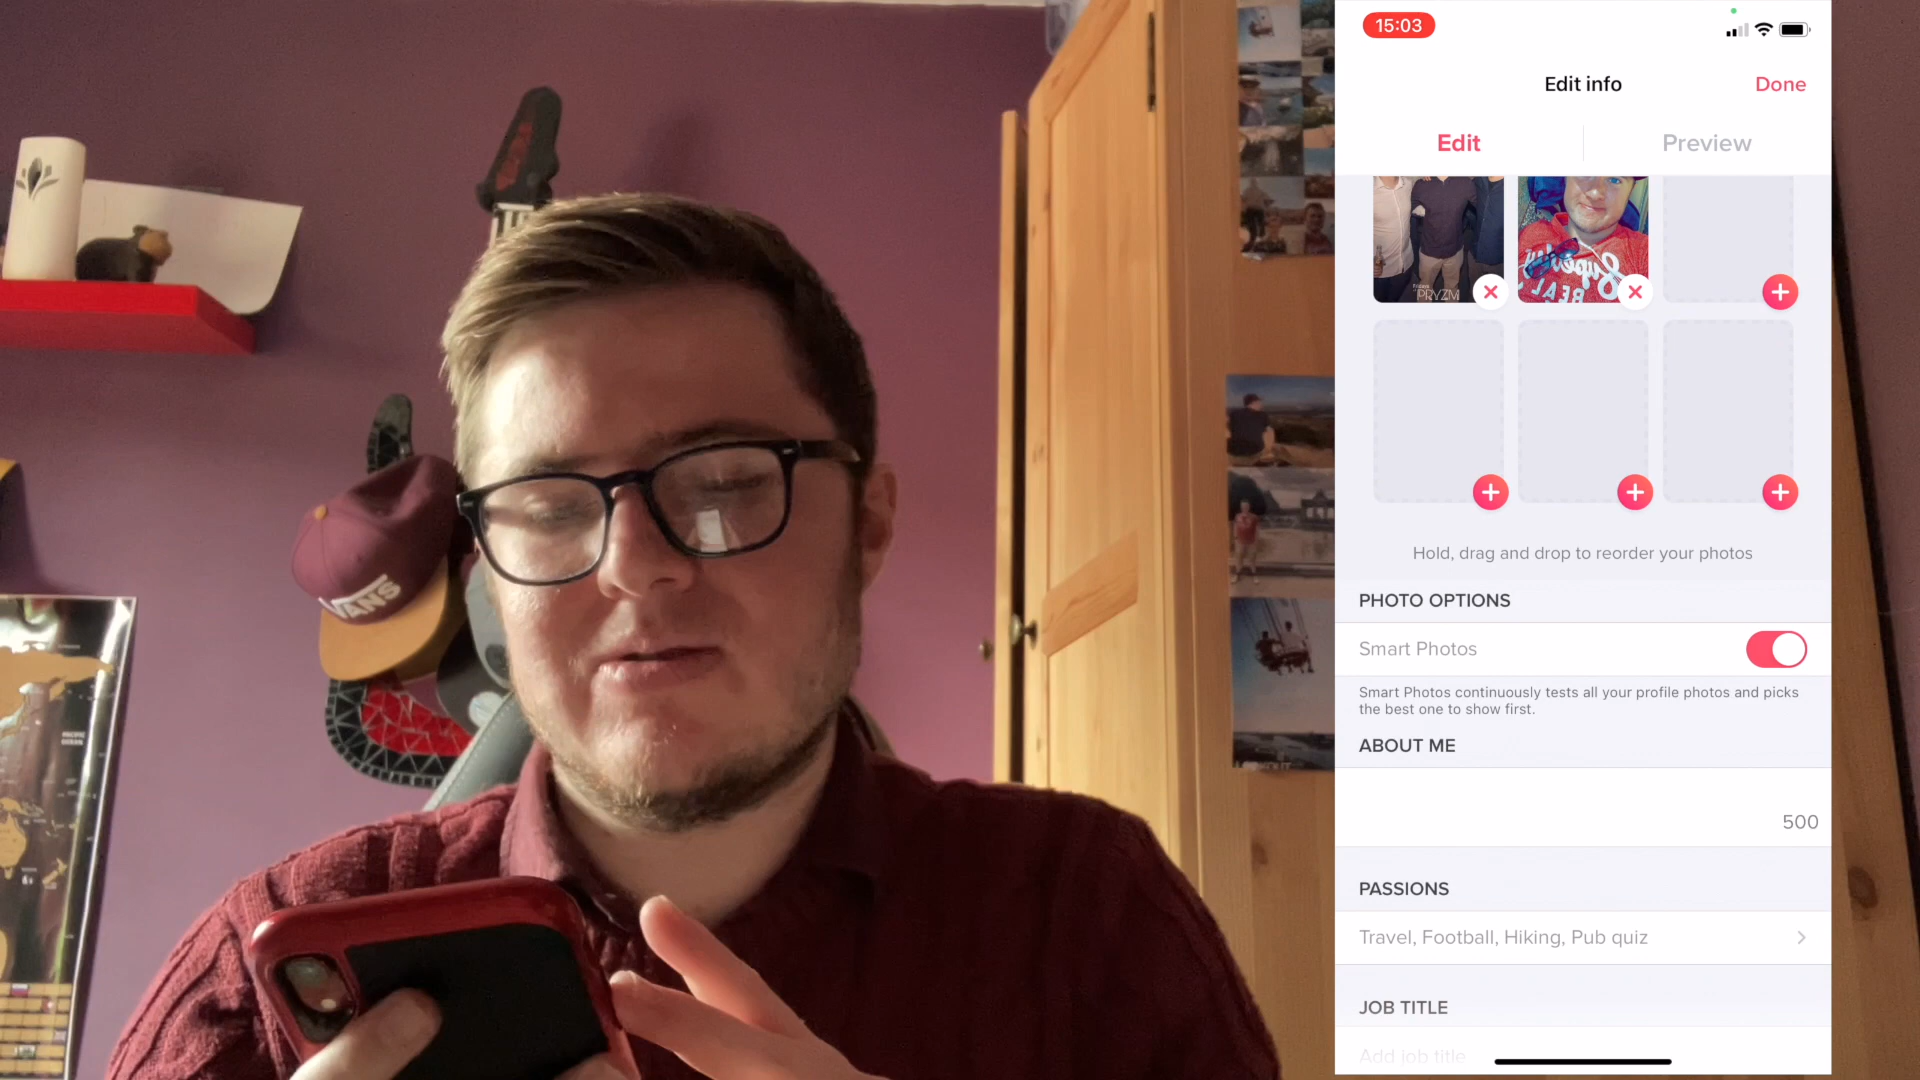 15:03
Edit info
Done
Edit
Preview
PRYZM
Hold, drag and drop to reorder your photos
PHOTO OPTIONS
Smart Photos
Smart Photos continuously tests all your profile photos and picks
the best one to show first.
ABOUT ME
500
PASSIONS
Travel, Football, Hiking, Pub quiz
JOB TITLE
Add job title
VANS
PACIFIC
OCEAN